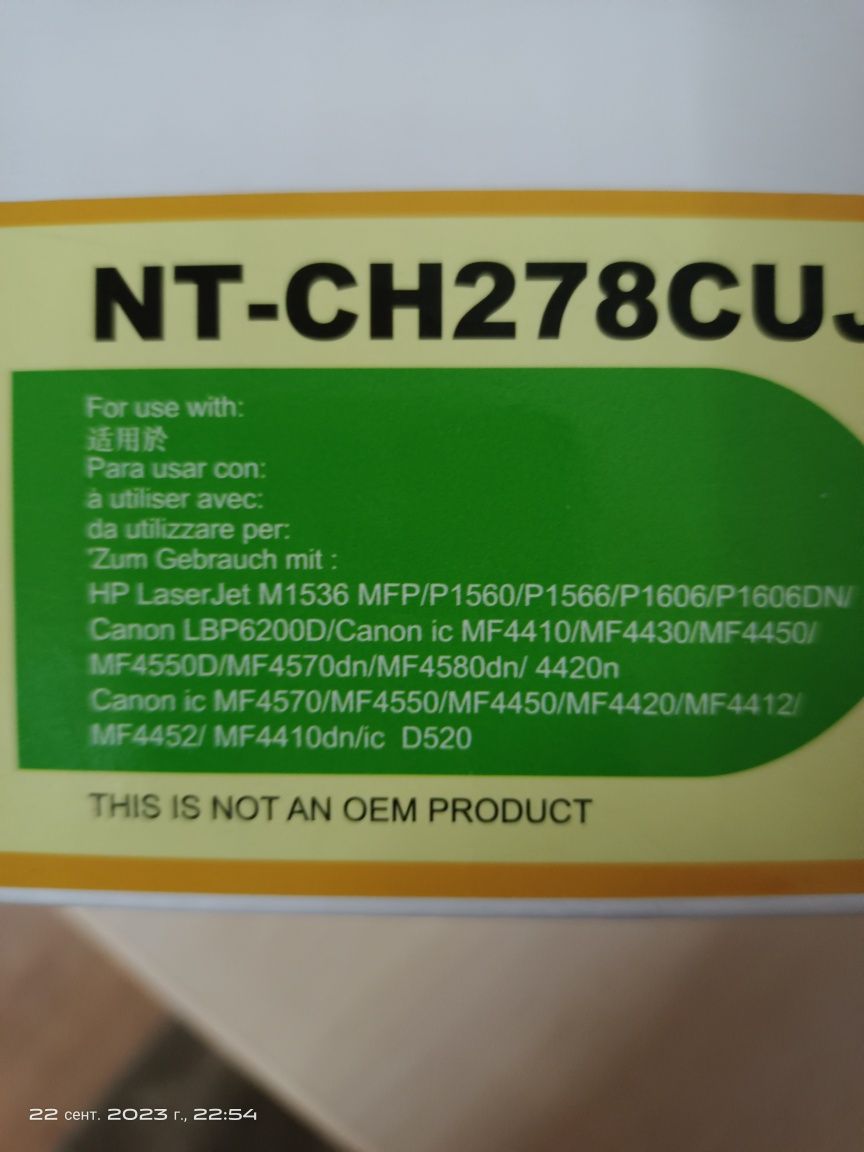 NT-CH278CUJ
For use with:
适用於
Para usar con:
à utiliser avec:
da utilizzare per:
'Zum Gebrauch mit :
HP LaserJet M1536 MFP/P1560/P1566/P1606/P1606DN/
Canon LBP6200D/Canon ic MF4410/MF4430/MF4450/
MF4550D/MF4570dn/MF4580dn/ 4420n
Canon ic MF4570/MF4550/MF4450/MF4420/MF4412/
MF4452/ MF4410dn/ic D520
THIS IS NOT AN OEM PRODUCT
22 сент. 2023 г., 22:54